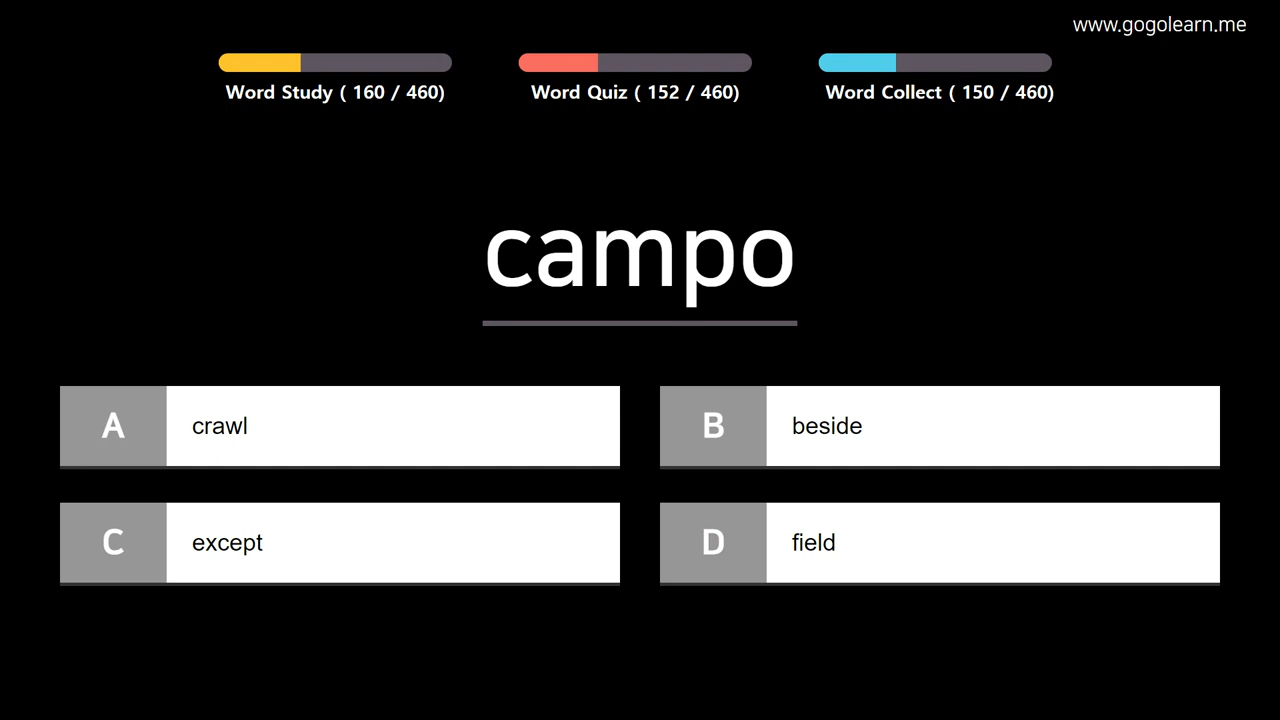 www.gogolearn.me
Word Study ( 160 / 460)
Word Quiz ( 152 / 460)
Word Collect ( 150 / 460)
campo
A crawl
B beside
C except
D field